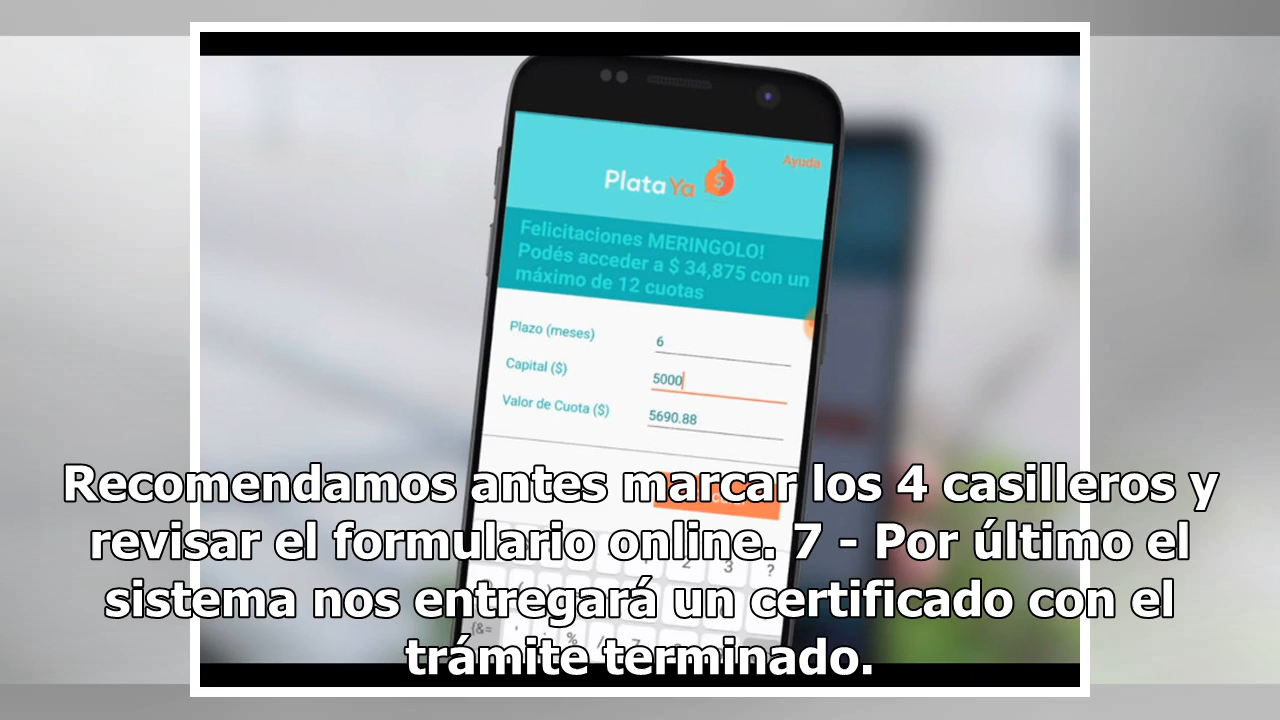 Ayuda
Plata Ya $
Felicitaciones MERINGOLO!
Podés acceder a $ 34,875 con un
máximo de 12 cuotas
Plazo (meses) 6
Capital ($) 5000
Valor de Cuota ($) 5690.88
Recomendamos antes marcar los 4 casilleros y
revisar el formulario online. 7 - Por último el
sistema nos entregará un certificado con el
trámite terminado.
2 3 ?
{&=
%